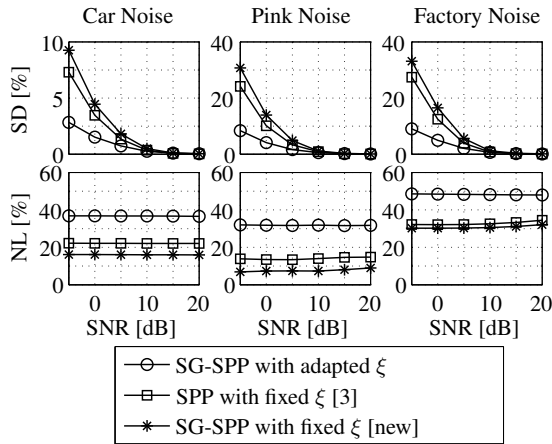 Car Noise Pink Noise Factory Noise
SD [%]
10
5
0
40
20
0
40
20
0
NL [%]
60
40
20
0
60
40
20
0
60
40
20
0
0 10 20 0 10 20 0 10 20
SNR [dB] SNR [dB] SNR [dB]
SG-SPP with adapted ξ
SPP with fixed ξ [3]
SG-SPP with fixed ξ [new]